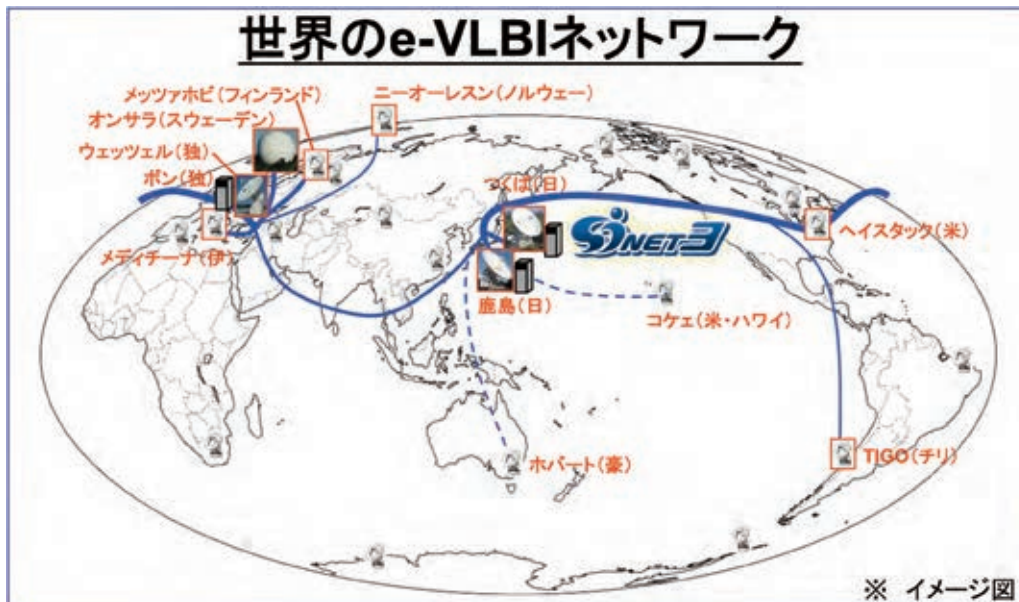 世界のe-VLBIネットワーク
メッツァホビ(フィンランド)
ニーオーレスン(ノルウェー)
オンサラ(スウェーデン)
ウェッツェル(独)
ボン(独)
つくば(日)
SINET3
ヘイスタック(米)
メディチーナ(伊)
鹿島(日)
コケェ(米・ハワイ)
ホバート(豪)
TIGO(チリ)
※ イメージ図